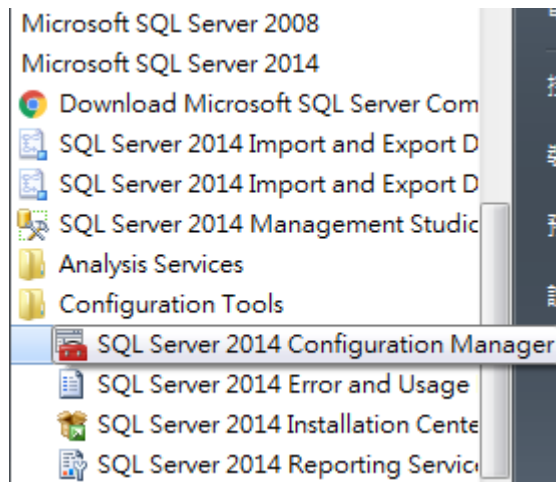 Microsoft SQL Server 2008
Microsoft SQL Server 2014
Download Microsoft SQL Server Com
SQL Server 2014 Import and Export D
SQL Server 2014 Import and Export D
SQL Server 2014 Management Studic
Analysis Services
Configuration Tools
SQL Server 2014 Configuration Manager
SQL Server 2014 Error and Usage
SQL Server 2014 Installation Cente
SQL Server 2014 Reporting Servic